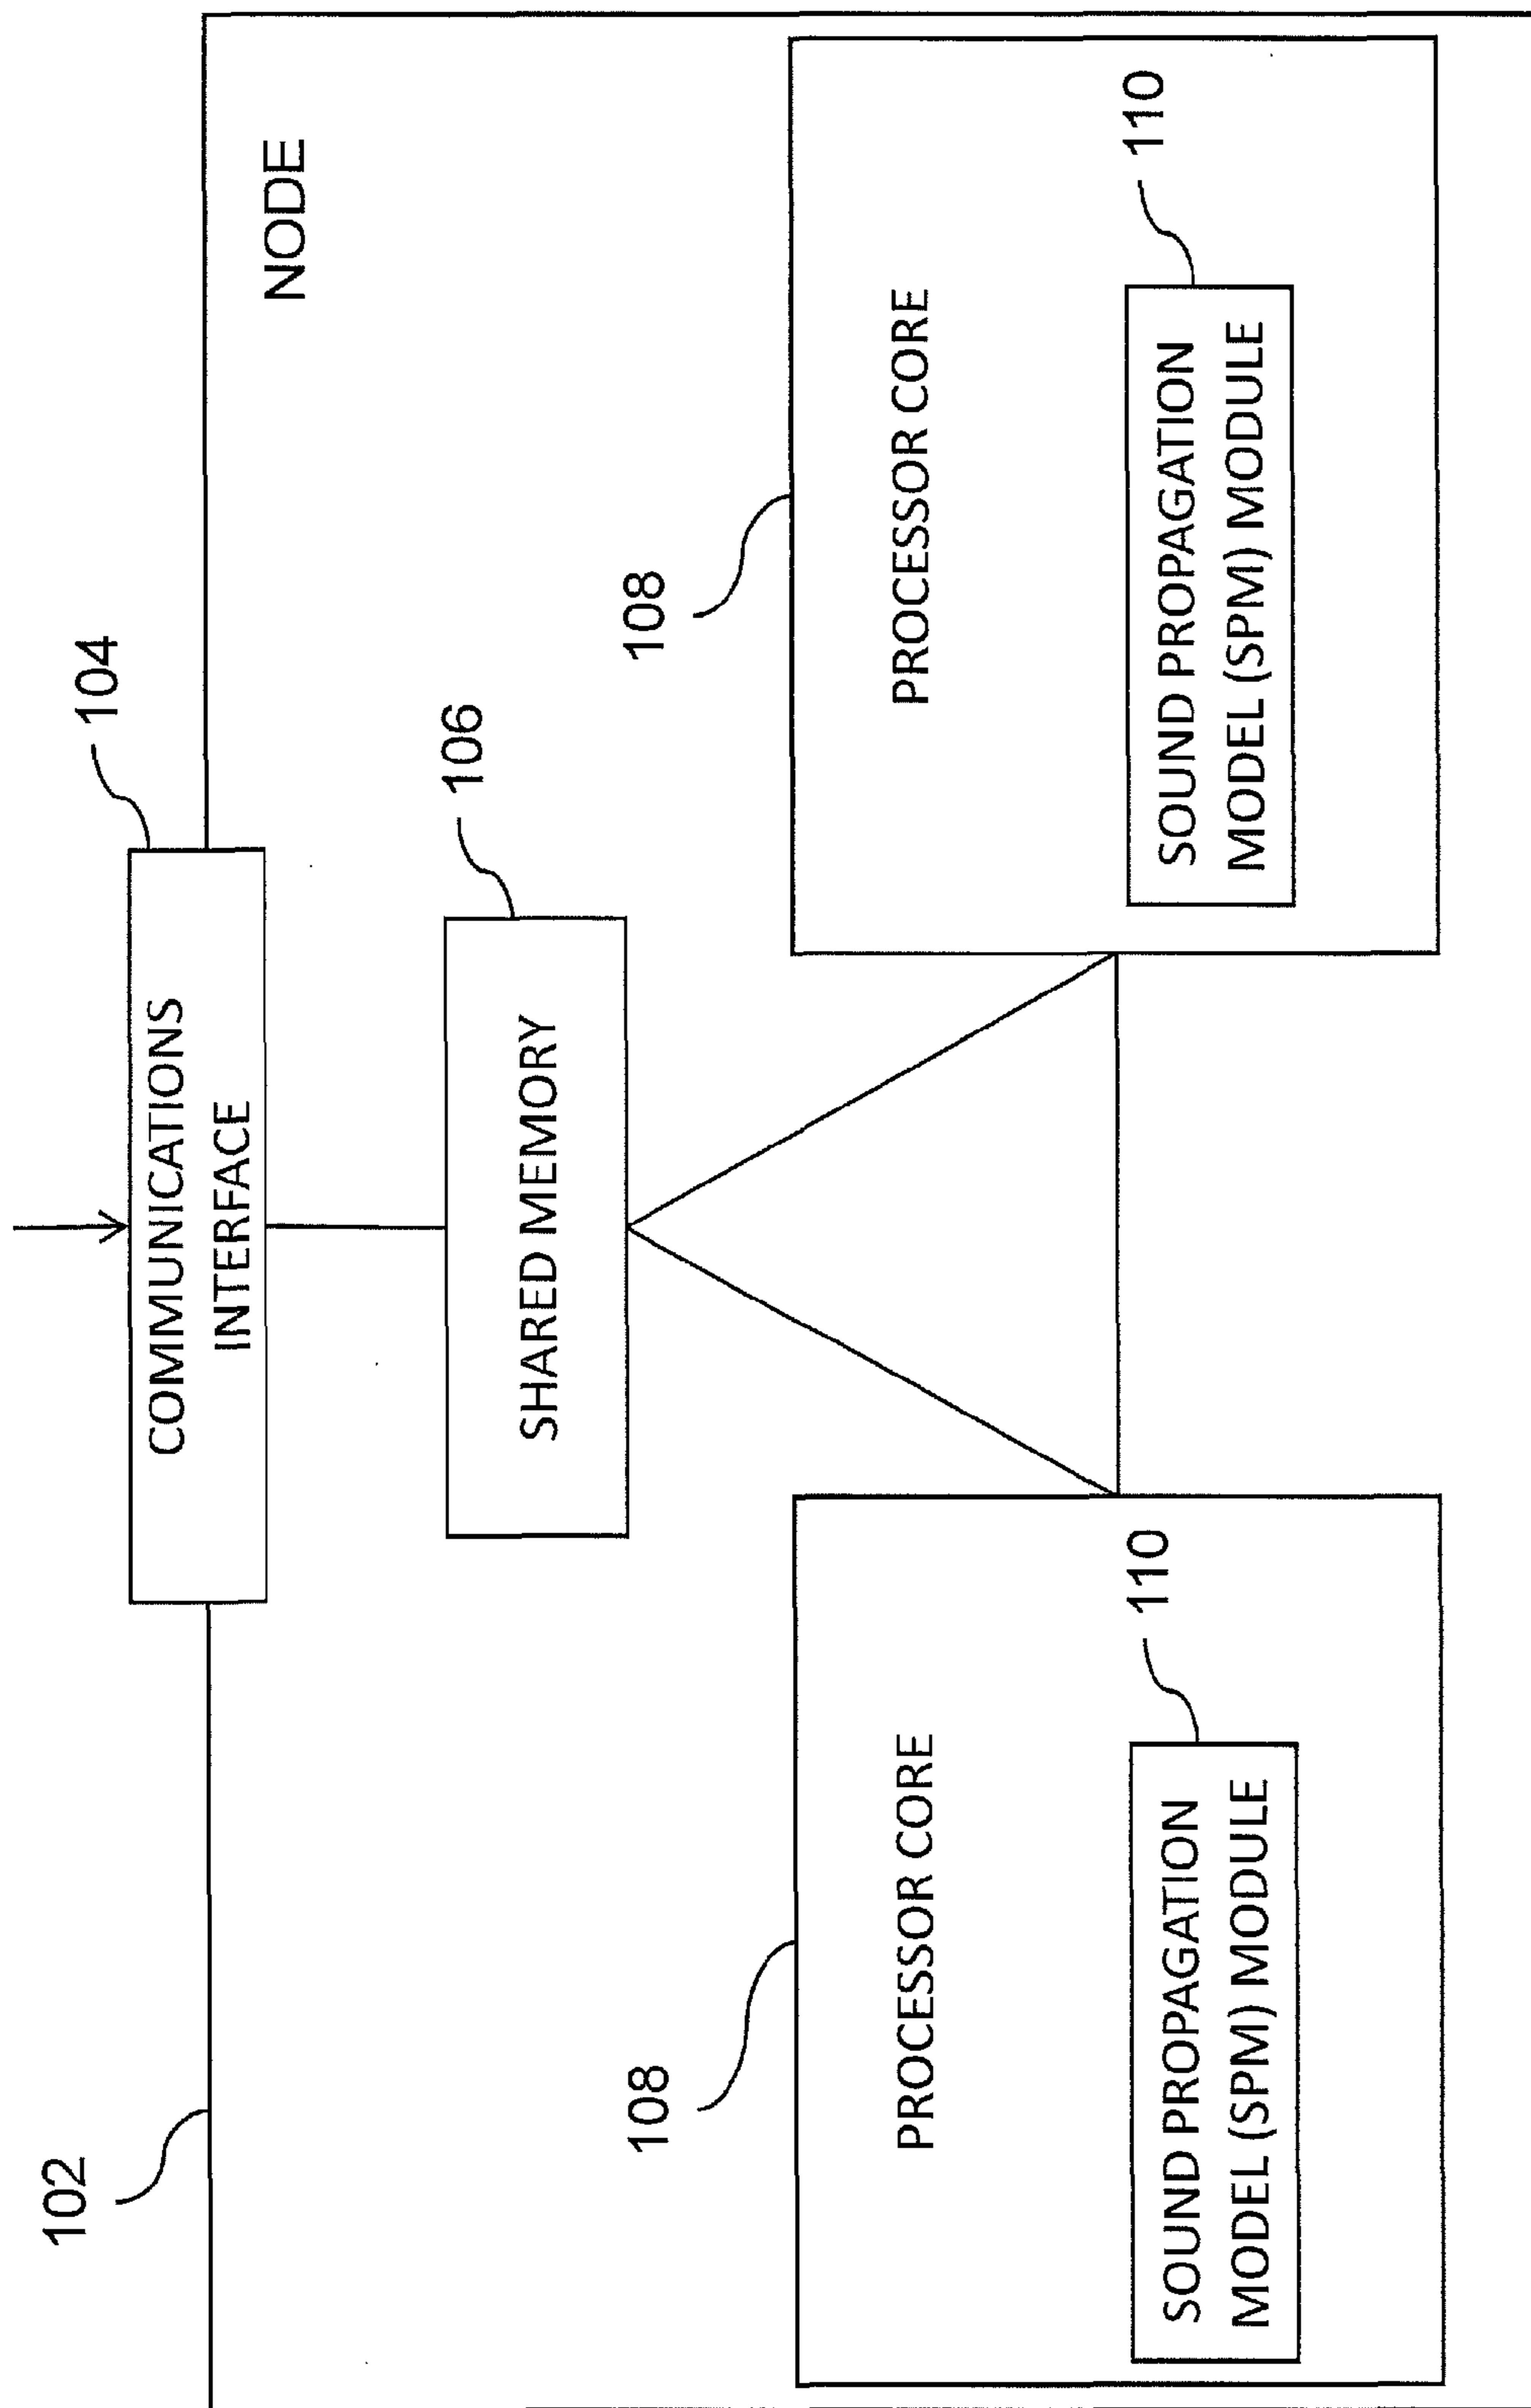 102
104
COMMUNICATIONS
INTERFACE
NODE
106
SHARED MEMORY
108
PROCESSOR CORE
110
SOUND PROPAGATION
MODEL (SPM) MODULE
108
PROCESSOR CORE
110
SOUND PROPAGATION
MODEL (SPM) MODULE